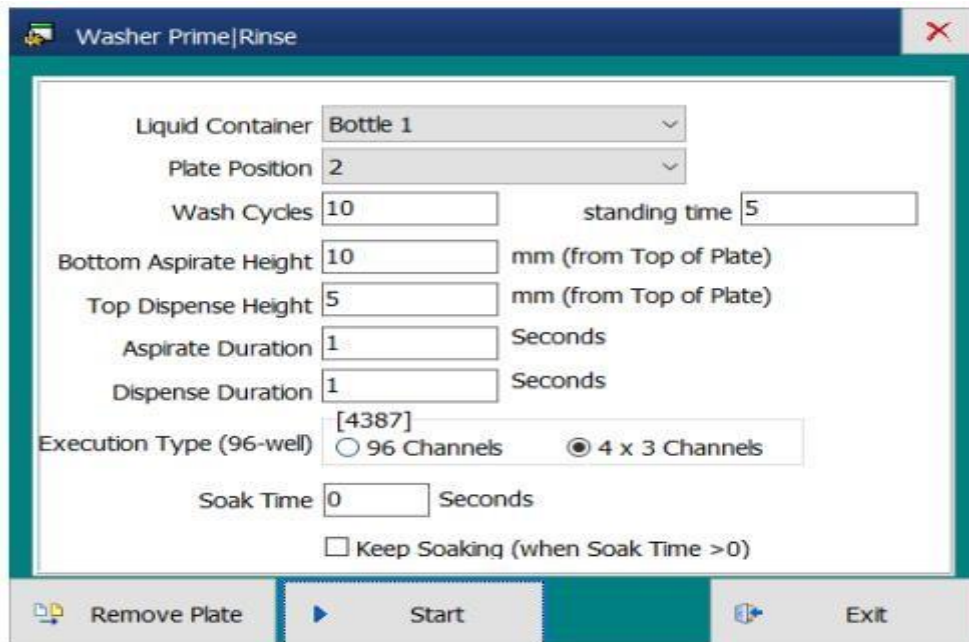 Washer Prime|Rinse
Liquid Container Bottle 1
Plate Position 2
Wash Cycles 10 standing time 5
Bottom Aspirate Height 10 mm (from Top of Plate)
Top Dispense Height 5 mm (from Top of Plate)
Aspirate Duration 1 Seconds
Dispense Duration 1 Seconds
[4387]
Execution Type (96-well) 96 Channels 4 x 3 Channels
Soak Time 0 Seconds
Keep Soaking (when Soak Time >0)
Remove Plate Start Exit